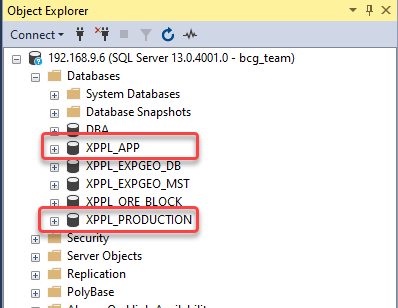 Object Explorer
Connect
192.168.9.6 (SQL Server 13.0.4001.0 - bcg_team)
Databases
System Databases
Database Snapshots
DBA
XPPL_APP
XPPL_EXPGEO_DB
XPPL_EXPGEO_MST
XPPL_ORE_BLOCK
XPPL_PRODUCTION
Security
Server Objects
Replication
PolyBase